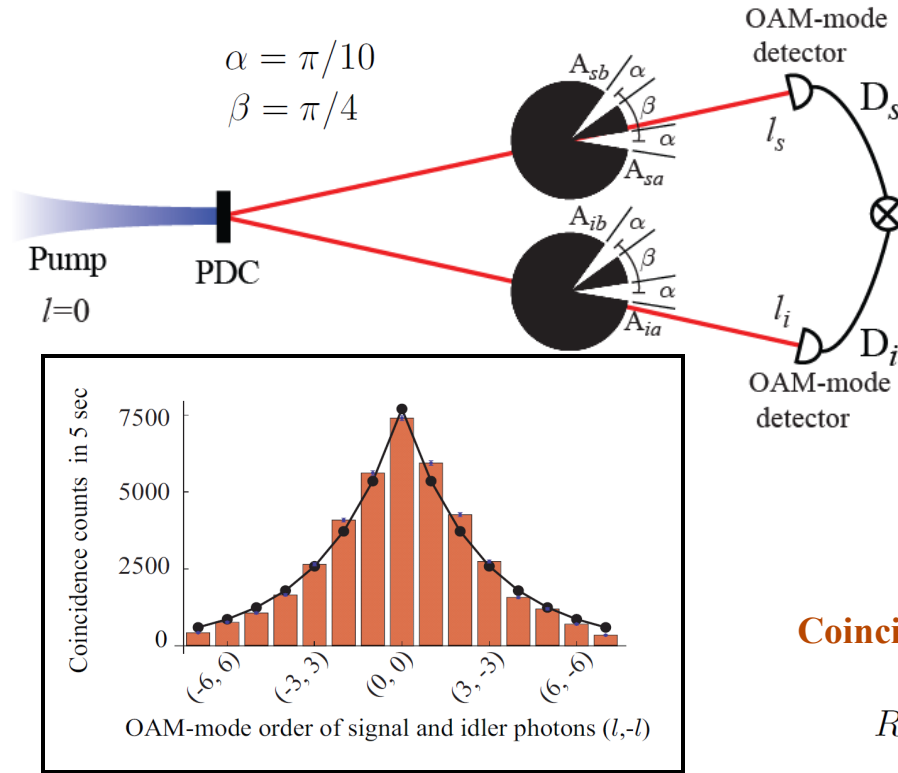 α = π/10
β = π/4
OAM-mode
detector
A_sb
α
β
α
A_sa
l_s
D_s
A_ib
α
β
α
A_ia
l_i
D_i
OAM-mode
detector
Pump
l=0
PDC
Coincidence counts in 5 sec
7500
5000
2500
0
(-6, 6)
(-3, 3)
(0, 0)
(3, -3)
(6, -6)
OAM-mode order of signal and idler photons (l,-l)
Coinci
R